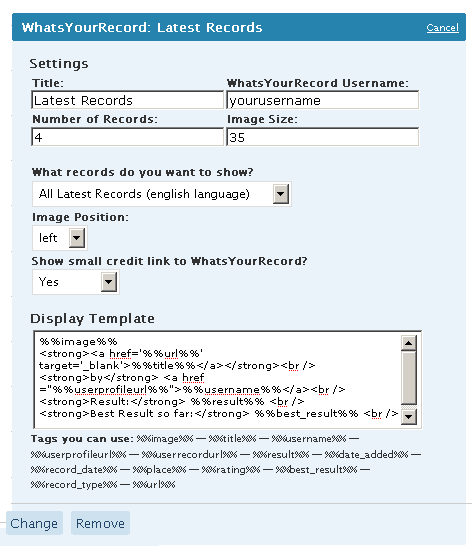 WhatsYourRecord: Latest Records Cancel
Settings
Title: WhatsYourRecord Username:
Latest Records yourusername
Number of Records: Image Size:
4 35
What records do you want to show?
All Latest Records (english language)
Image Position:
left
Show small credit link to WhatsYourRecord?
Yes
Display Template
%%image%%
<strong><a href='%%url%%'
target='_blank'>%%title%%</a></strong><br />
<strong>by</strong> <a href
="%%userprofileurl%%">%%username%%</a><br />
<strong>Result:</strong> %%result%% <br />
<strong>Best Result so far:</strong> %%best_result%% <br />
Tags you can use: %%image%% — %%title%% — %%username%% —
%%userprofileurl%% — %%userrecordurl%% — %%result%% — %%date_added%% —
%%record_date%% — %%place%% — %%rating%% — %%best_result%% —
%%record_type%% — %%url%%
Change Remove